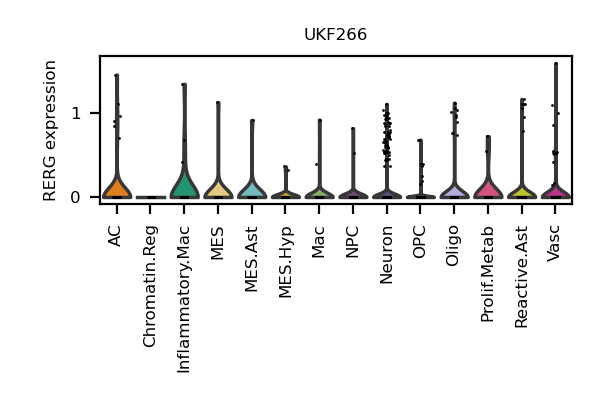 UKF266
RERG expression
1
0
AC
Chromatin.Reg
Inflammatory.Mac
MES
MES.Ast
MES.Hyp
Mac
NPC
Neuron
OPC
Oligo
Prolif.Metab
Reactive.Ast
Vasc